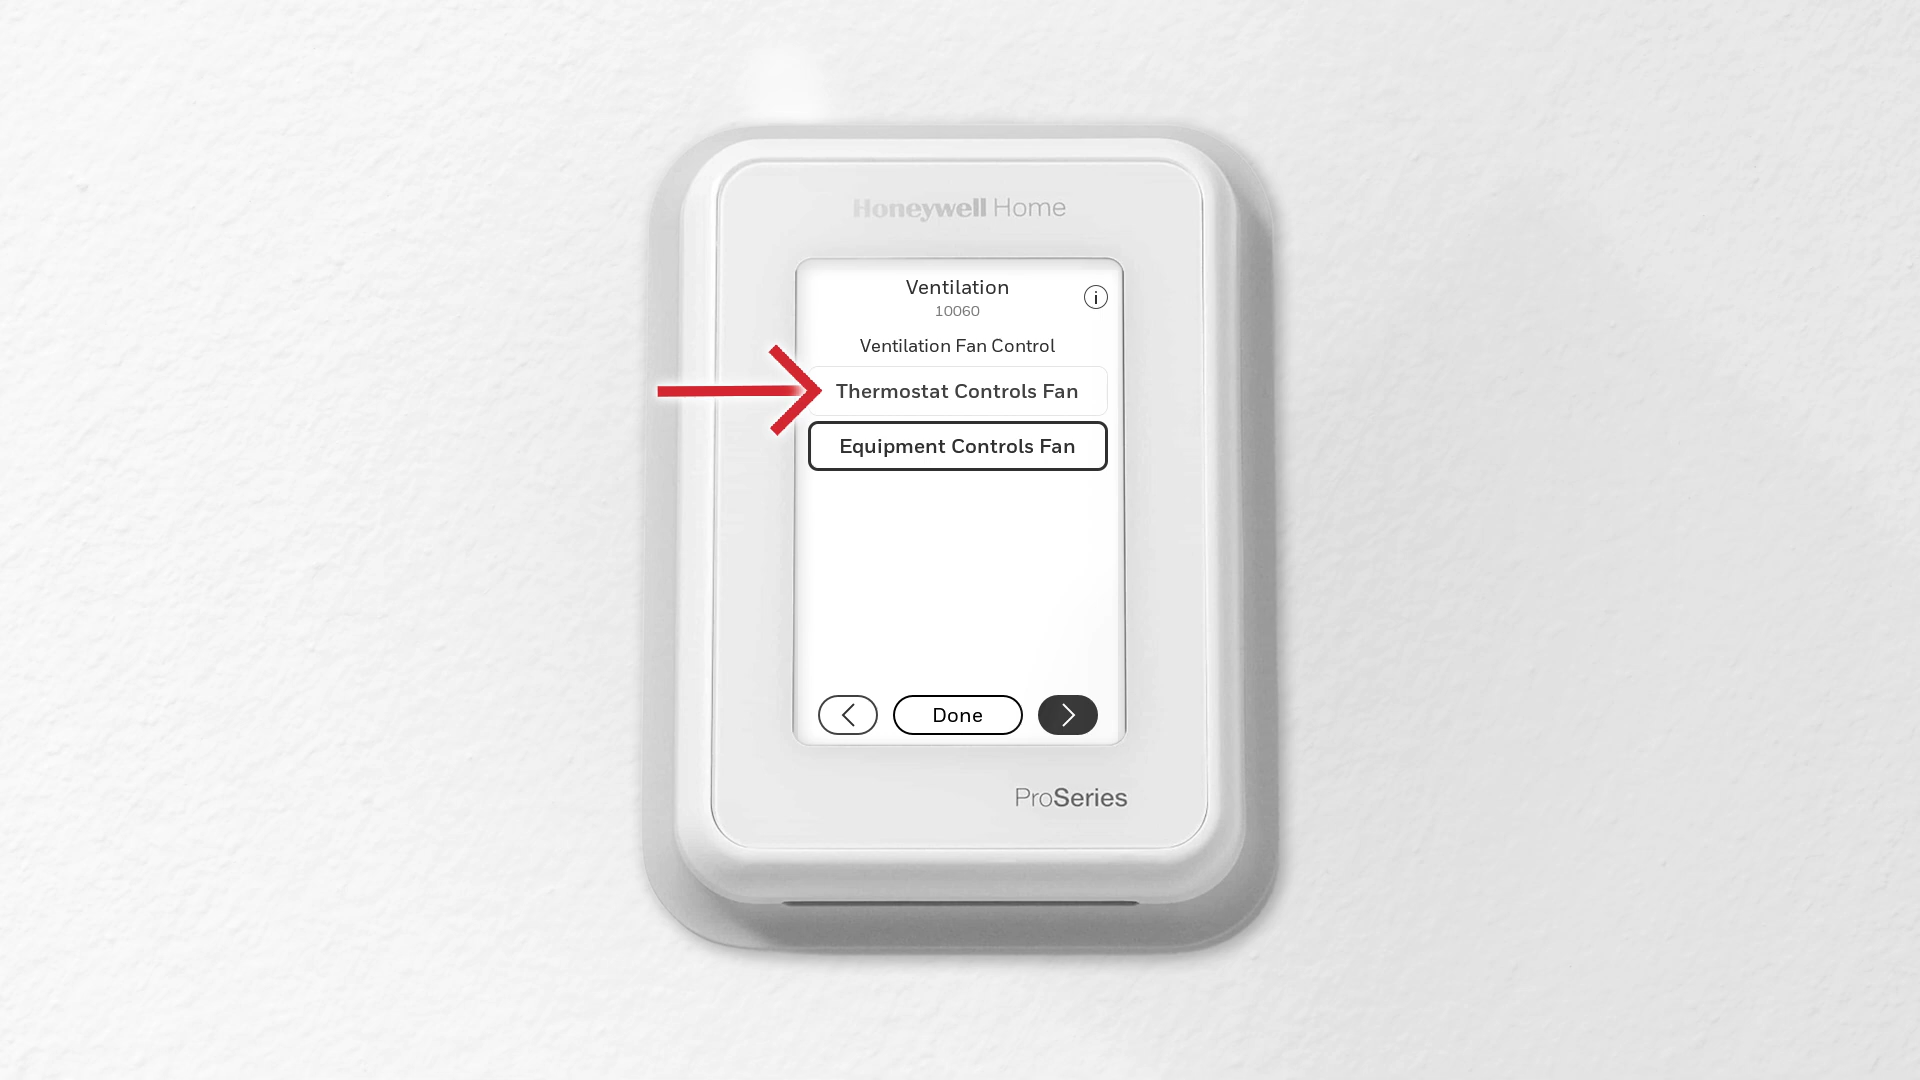 Honeywell Home
Ventilation
10060
Ventilation Fan Control
Thermostat Controls Fan
Equipment Controls Fan
Done
ProSeries